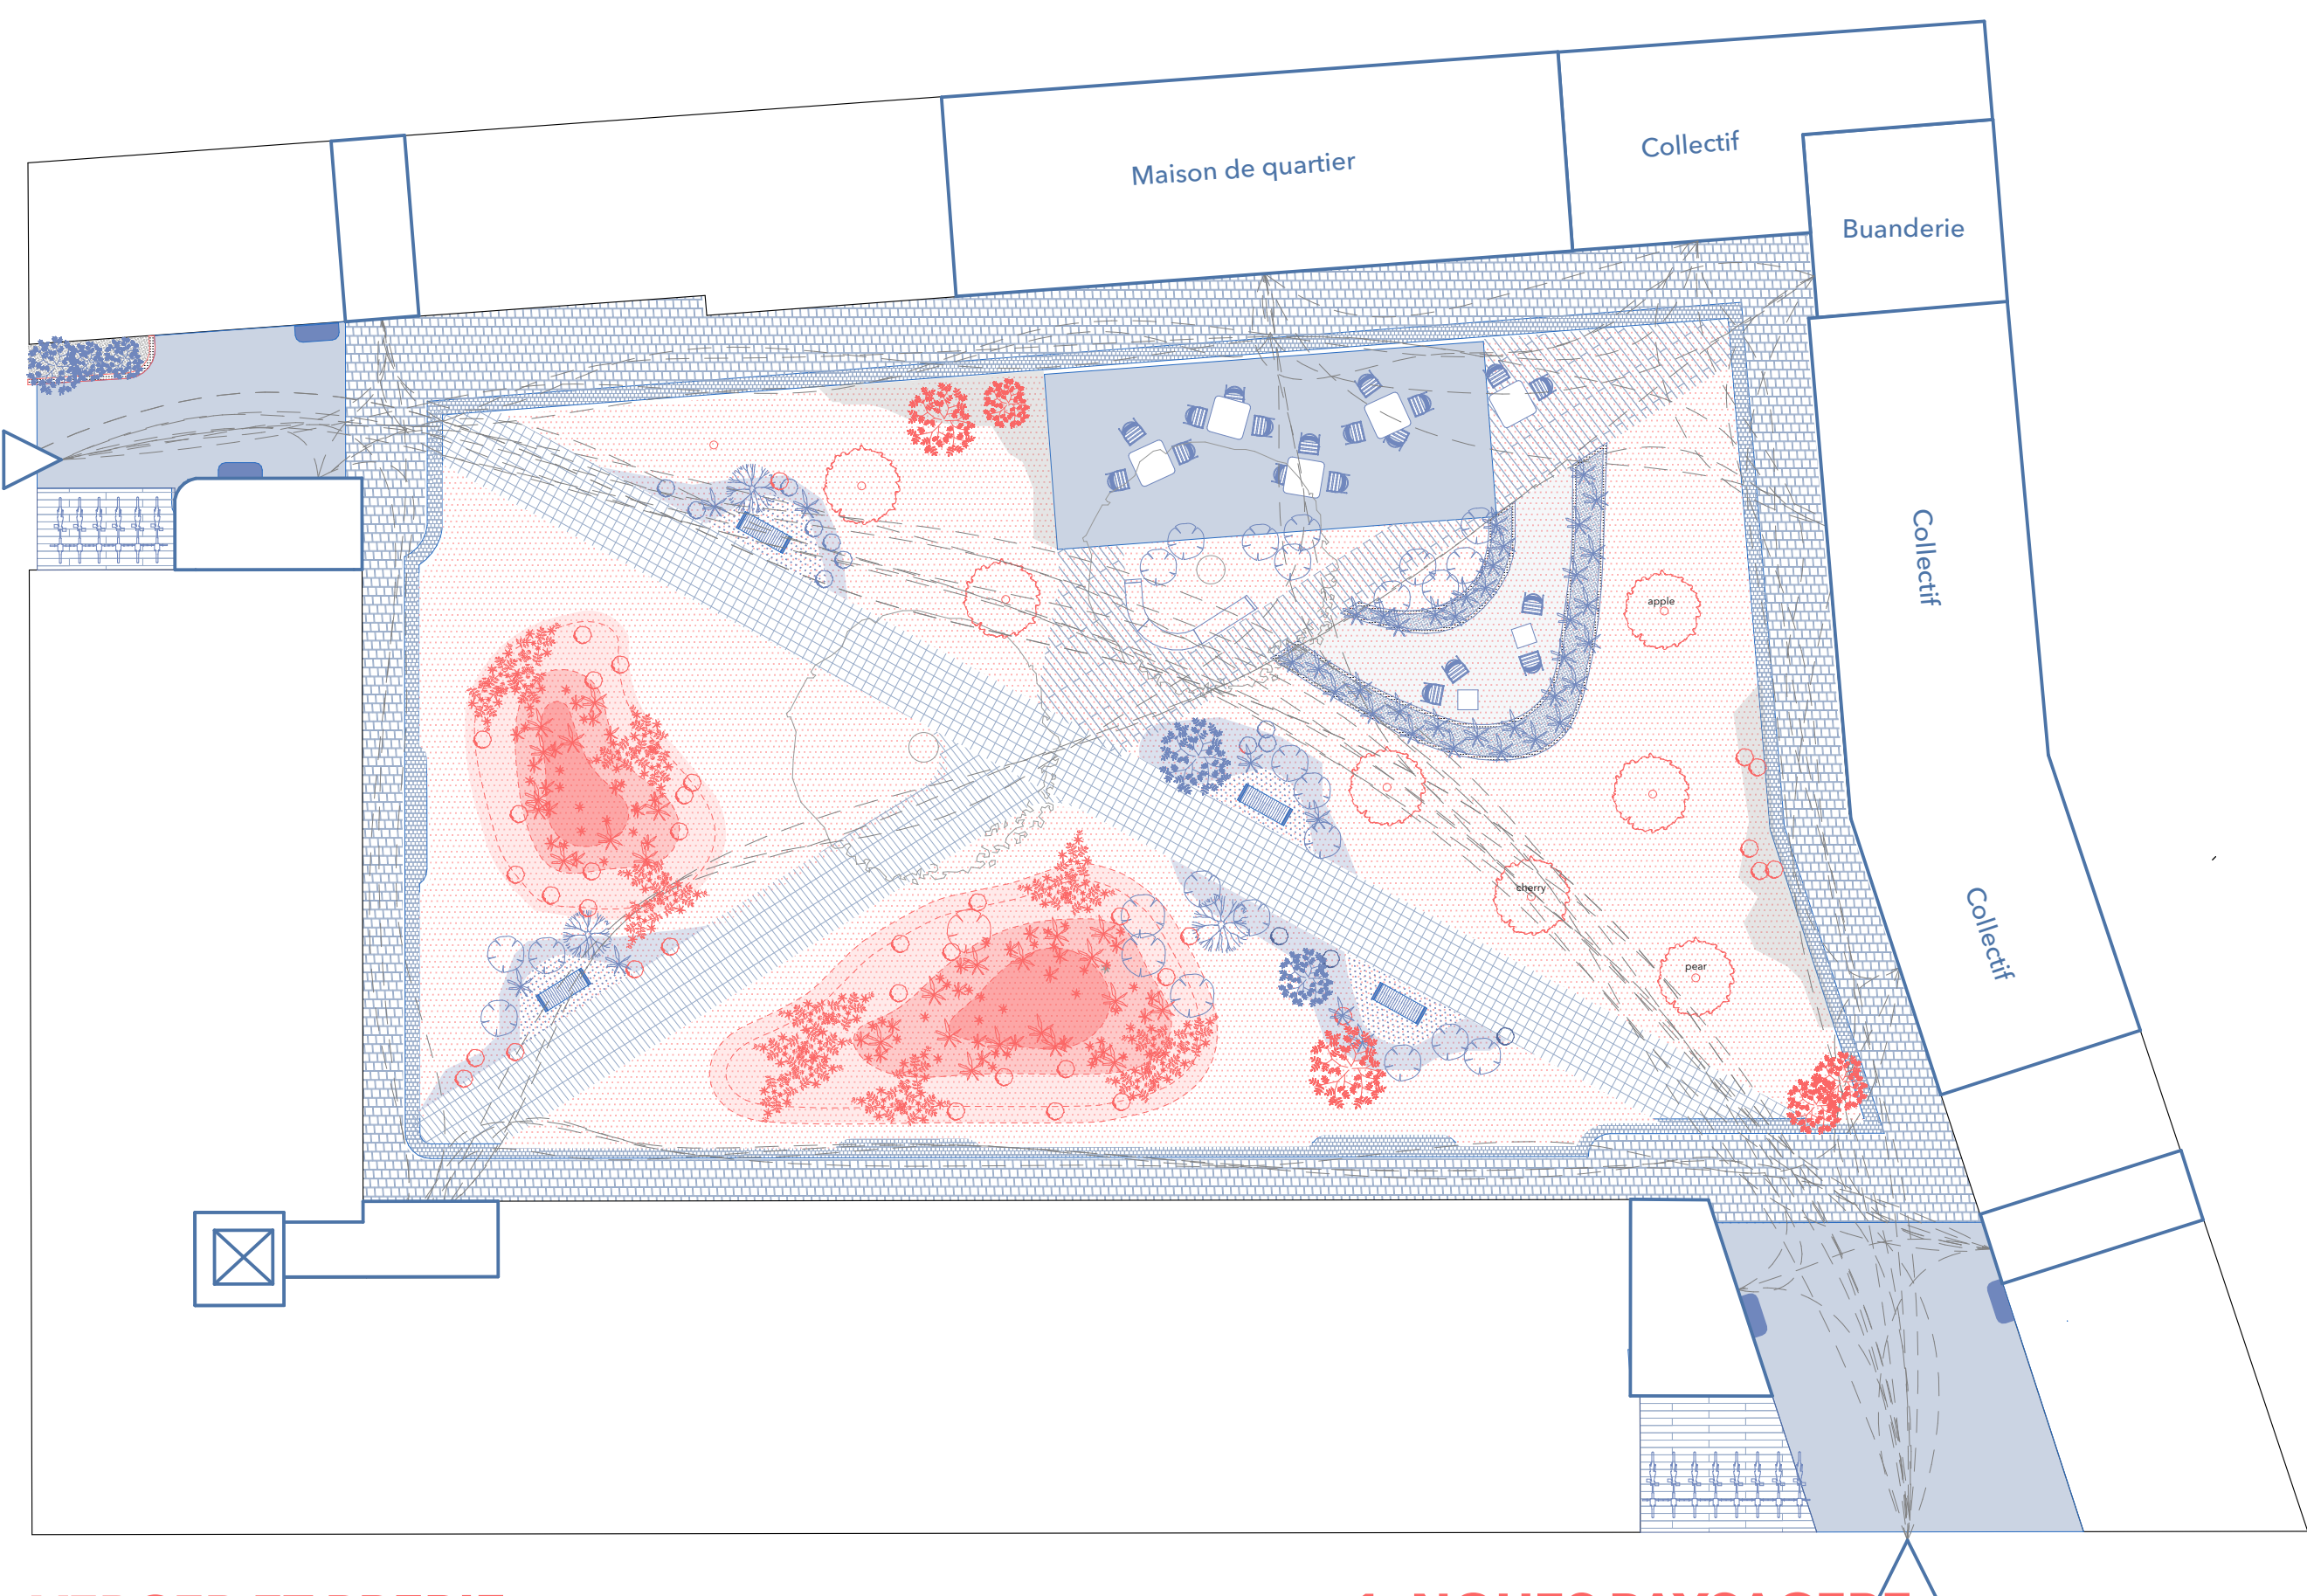 Maison de quartier
Collectif
Buanderie
Collectif
apple
cherry
Collectif
pear